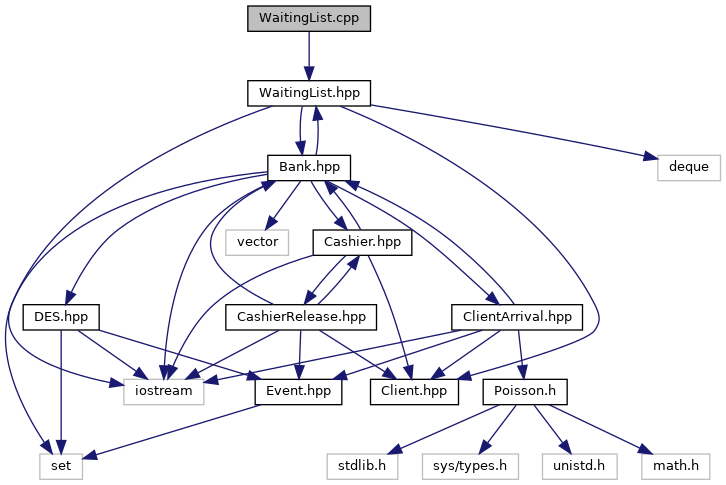 WaitingList.cpp
WaitingList.hpp
Bank.hpp
deque
vector
Cashier.hpp
DES.hpp
CashierRelease.hpp
ClientArrival.hpp
iostream
Event.hpp
Client.hpp
Poisson.h
set
stdlib.h
sys/types.h
unistd.h
math.h